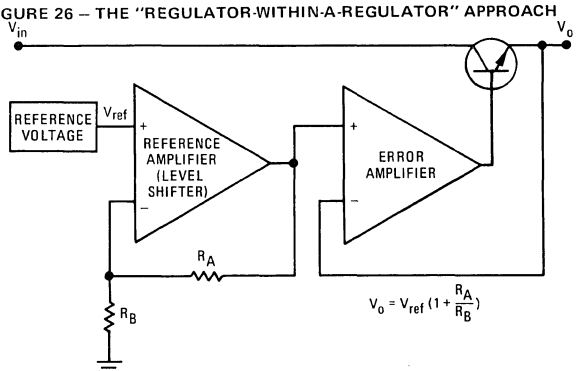 GURE 26 – THE "REGULATOR-WITHIN-A-REGULATOR" APPROACH
Vin
Vo
REFERENCE
VOLTAGE
Vref
+
–
REFERENCE
AMPLIFIER
(LEVEL
SHIFTER)
+
–
ERROR
AMPLIFIER
RA
RB
Vo = Vref (1 + RA/RB)